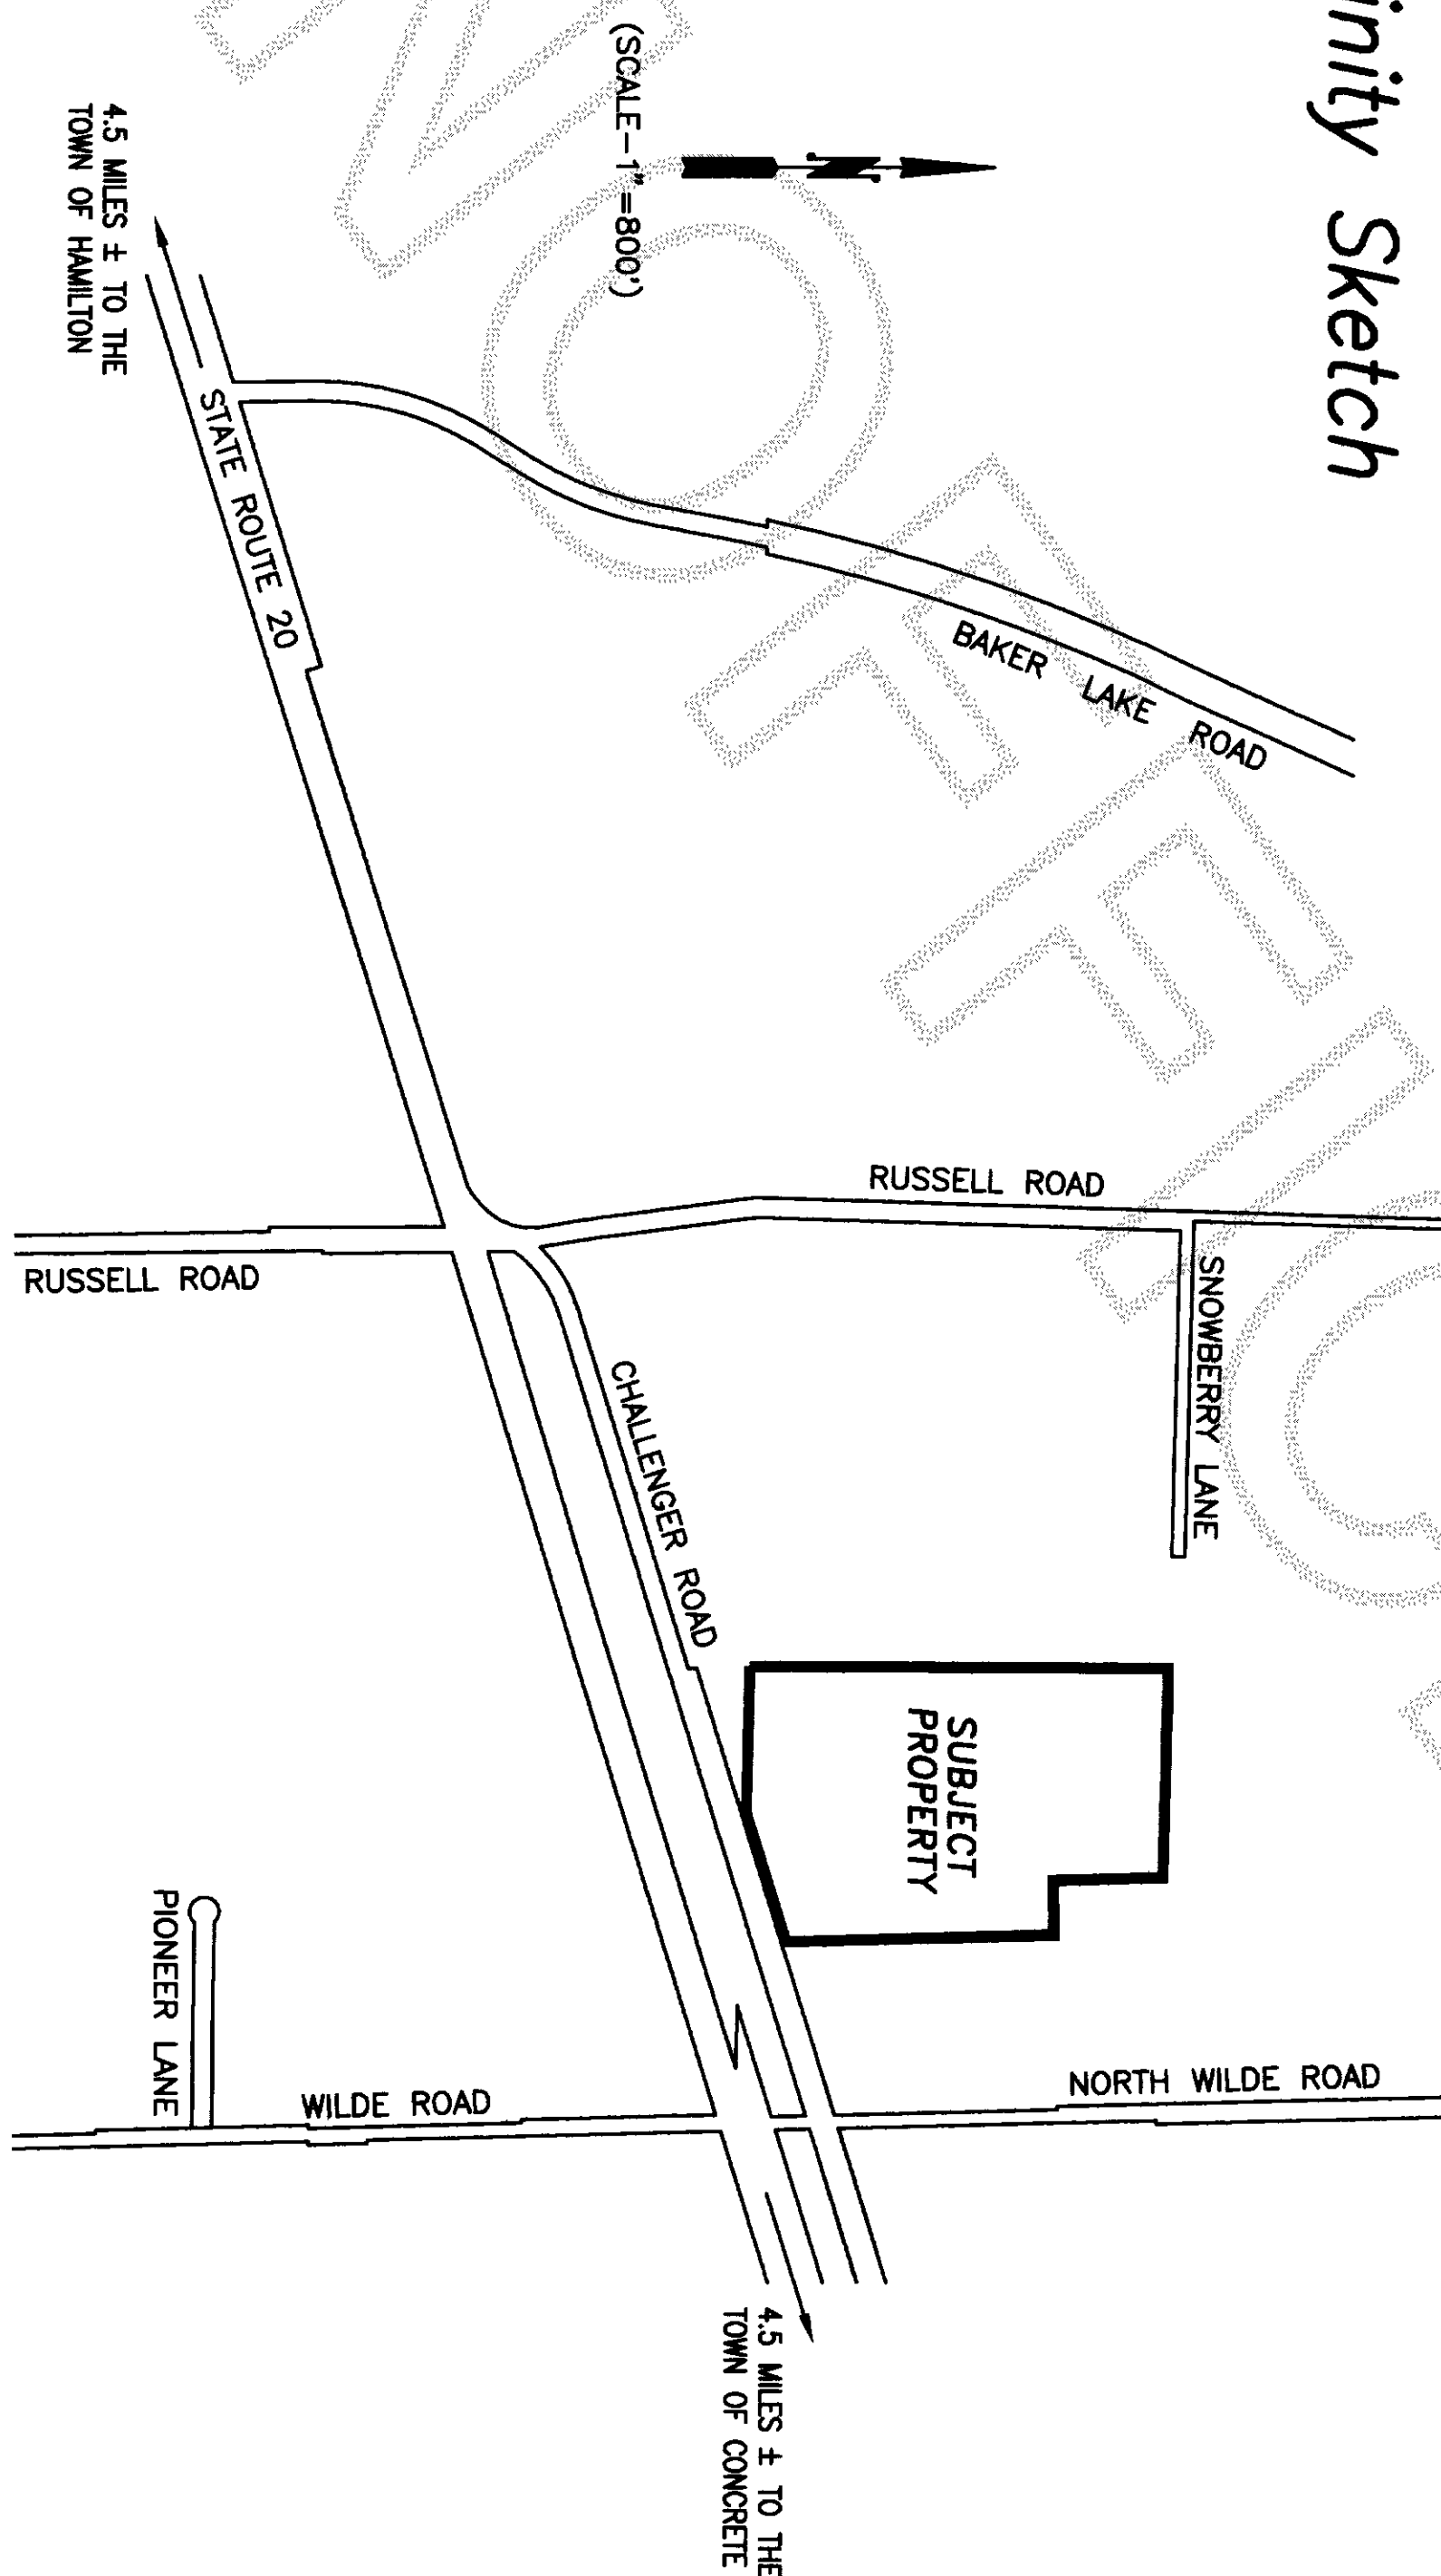 Sketch
(SCALE-1"=800')
N
4.5 MILES ± TO THE
TOWN OF HAMILTON
STATE ROUTE 20
BAKER LAKE ROAD
RUSSELL ROAD
RUSSELL ROAD
SNOWBERRY LANE
CHALLENGER ROAD
SUBJECT
PROPERTY
PIONEER LANE
WILDE ROAD
NORTH WILDE ROAD
4.5 MILES ± TO THE
TOWN OF CONCRETE